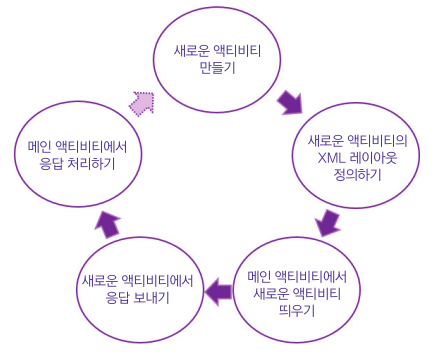 새로운 액티비티
만들기
새로운 액티비티의
XML 레이아웃
정의하기
메인 액티비티에서
새로운 액티비티
띄우기
새로운 액티비티에서
응답 보내기
메인 액티비티에서
응답 처리하기